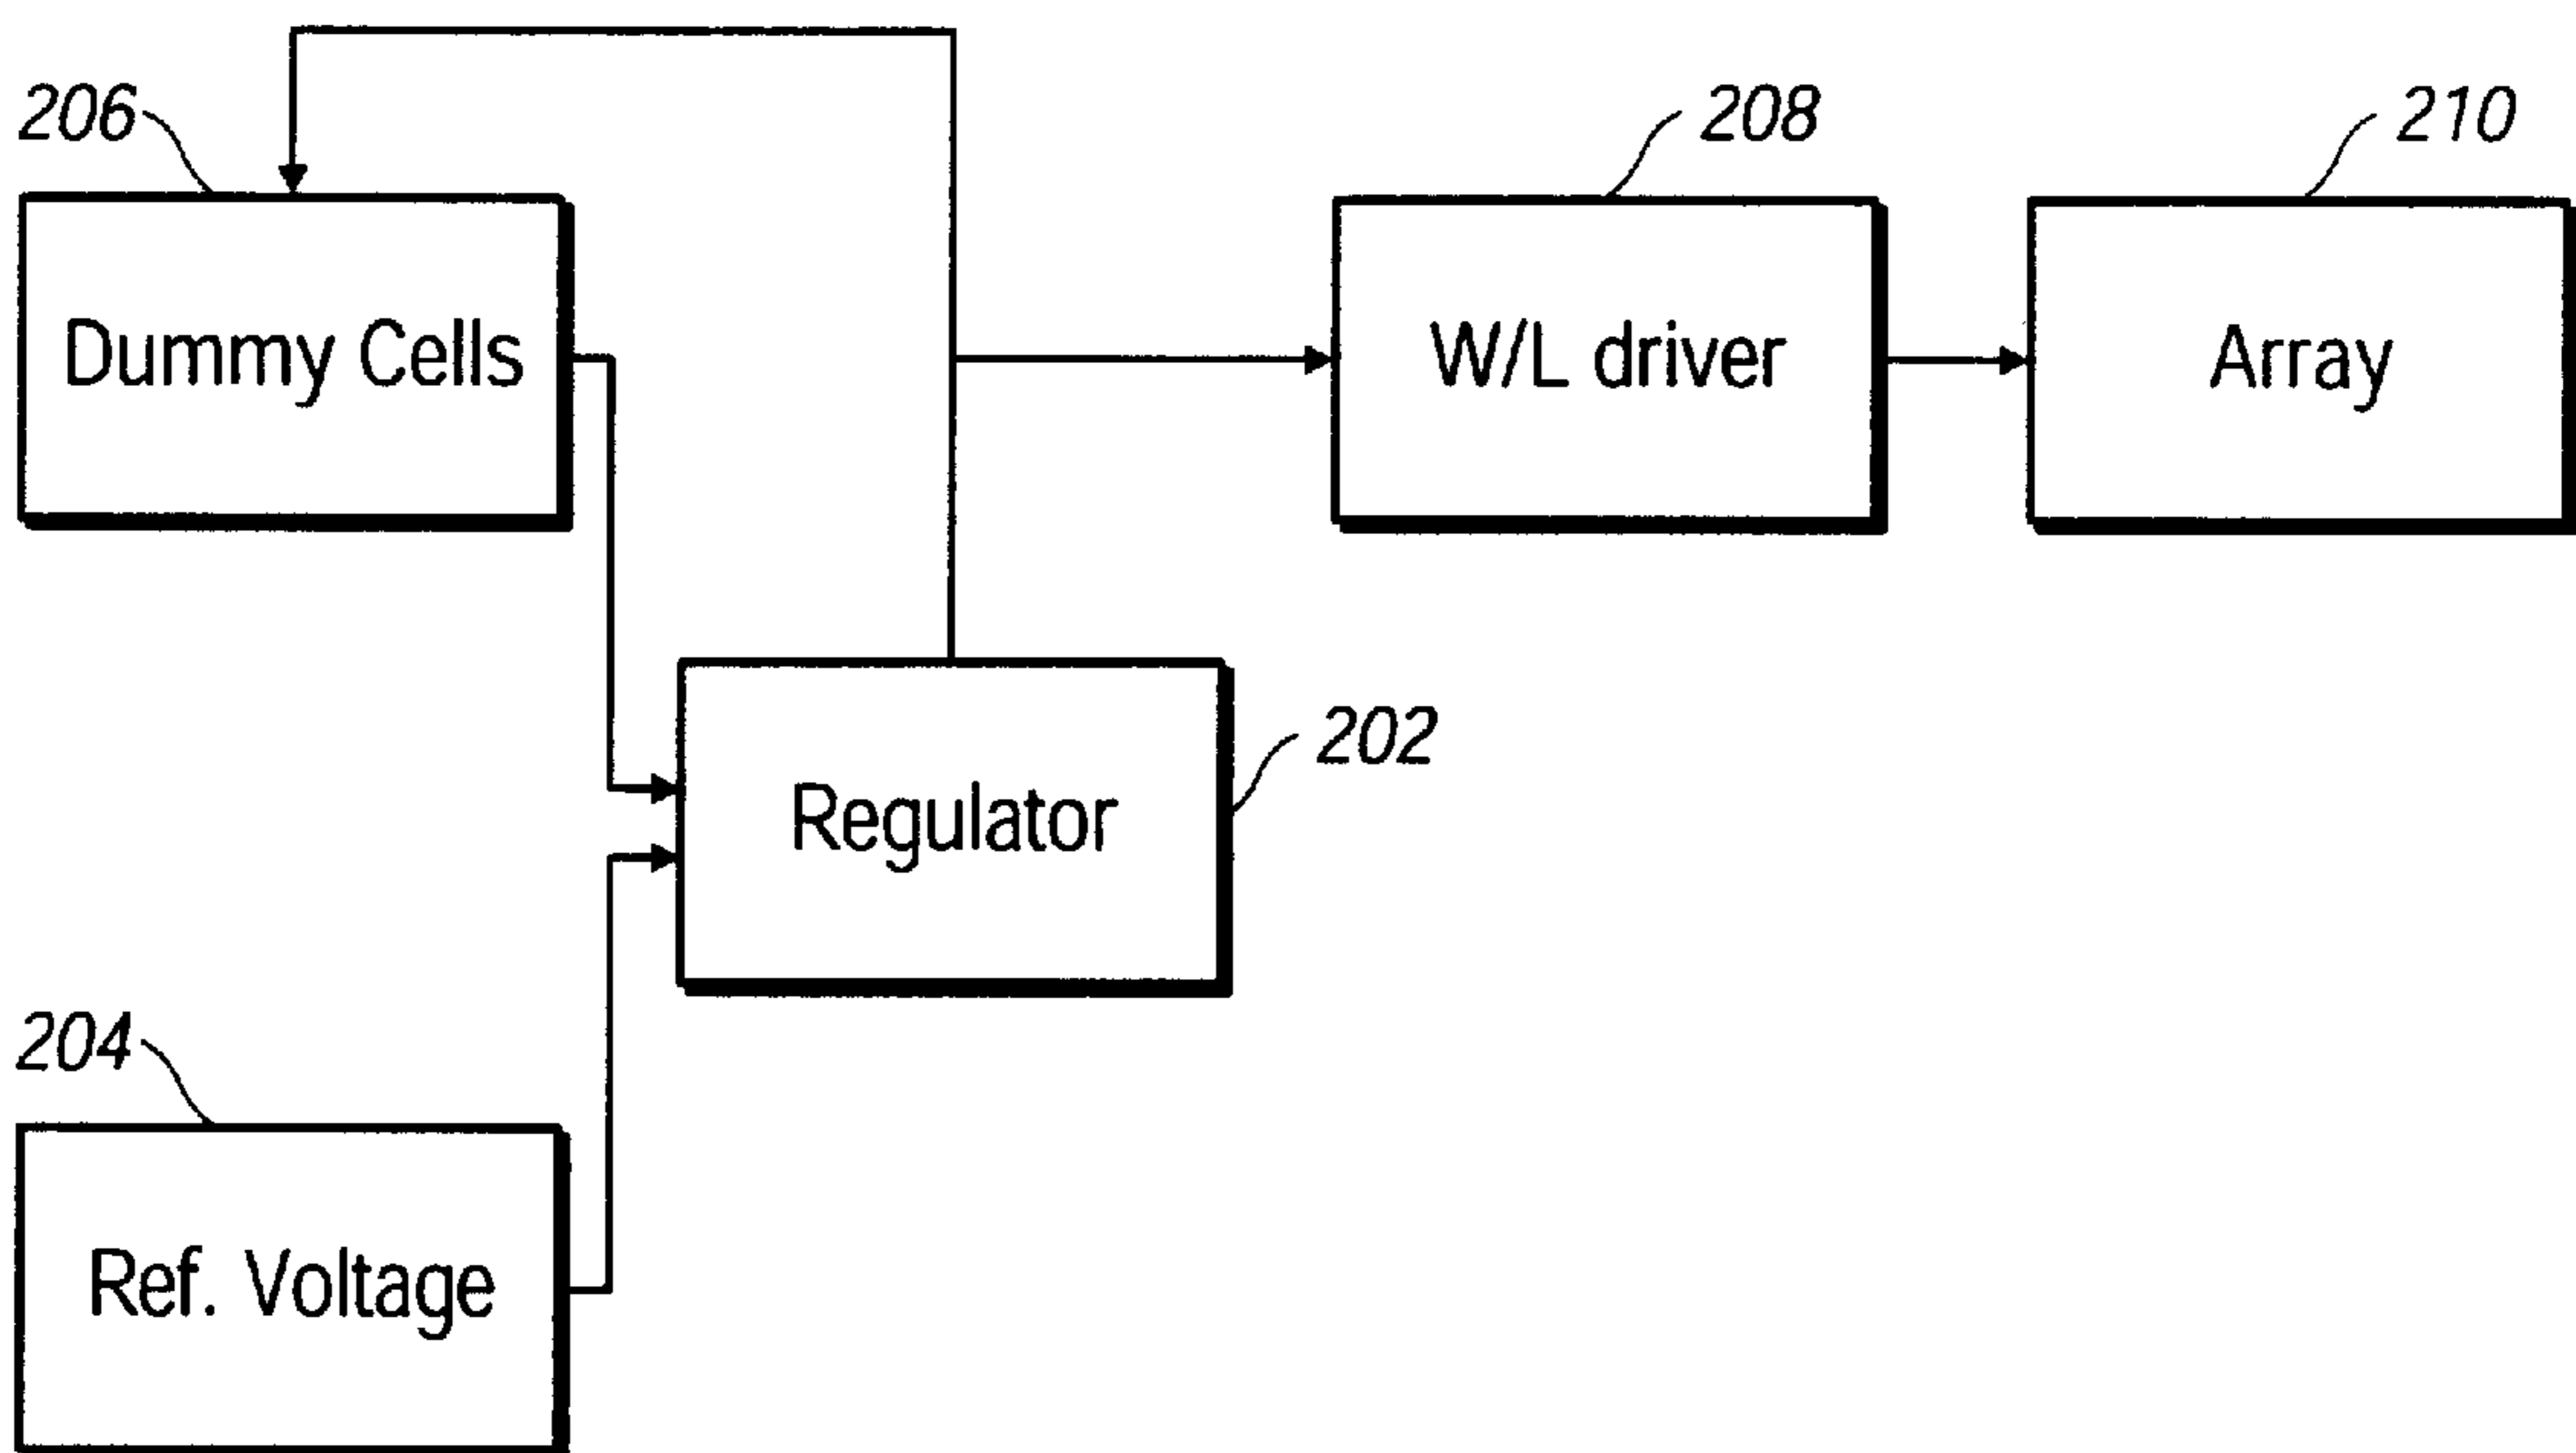 206
208
210
Dummy Cells
W/L driver
Array
202
Regulator
204
Ref. Voltage